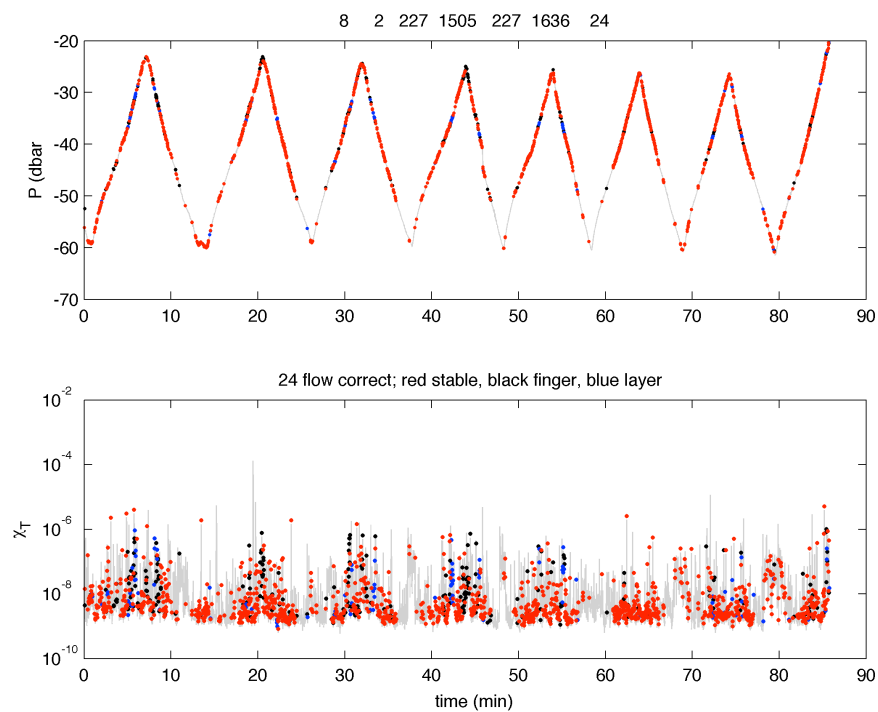 8 2 227 1505 227 1636 24
-20
-30
-40
-50
-60
-70
P (dbar
0 10 20 30 40 50 60 70 80 90
24 flow correct; red stable, black finger, blue layer
10^-2
10^-4
10^-6
10^-8
10^-10
χ_T
0 10 20 30 40 50 60 70 80 90
time (min)